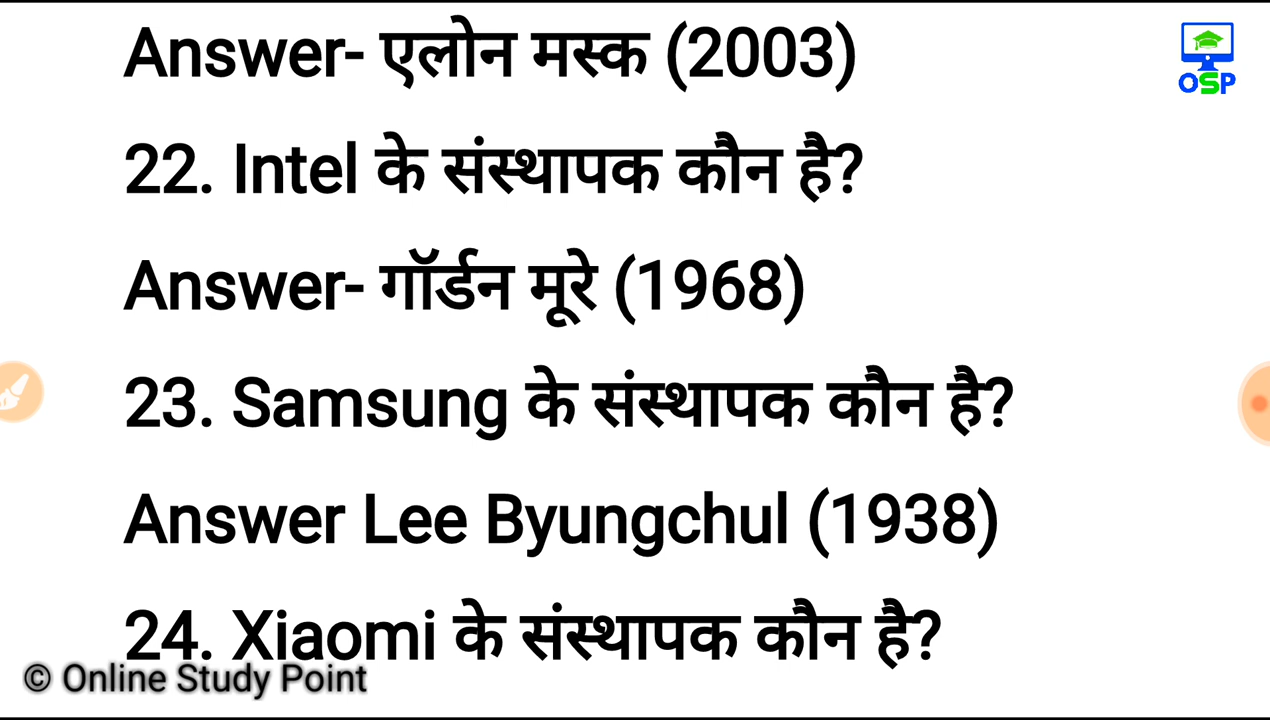 Answer- एलोन मस्क (2003)
OSP
22. Intel के संस्थापक कौन है?
Answer- गॉर्डन मूरे (1968)
23. Samsung के संस्थापक कौन है?
Answer Lee Byungchul (1938)
24. Xiaomi के संस्थापक कौन है?
© Online Study Point